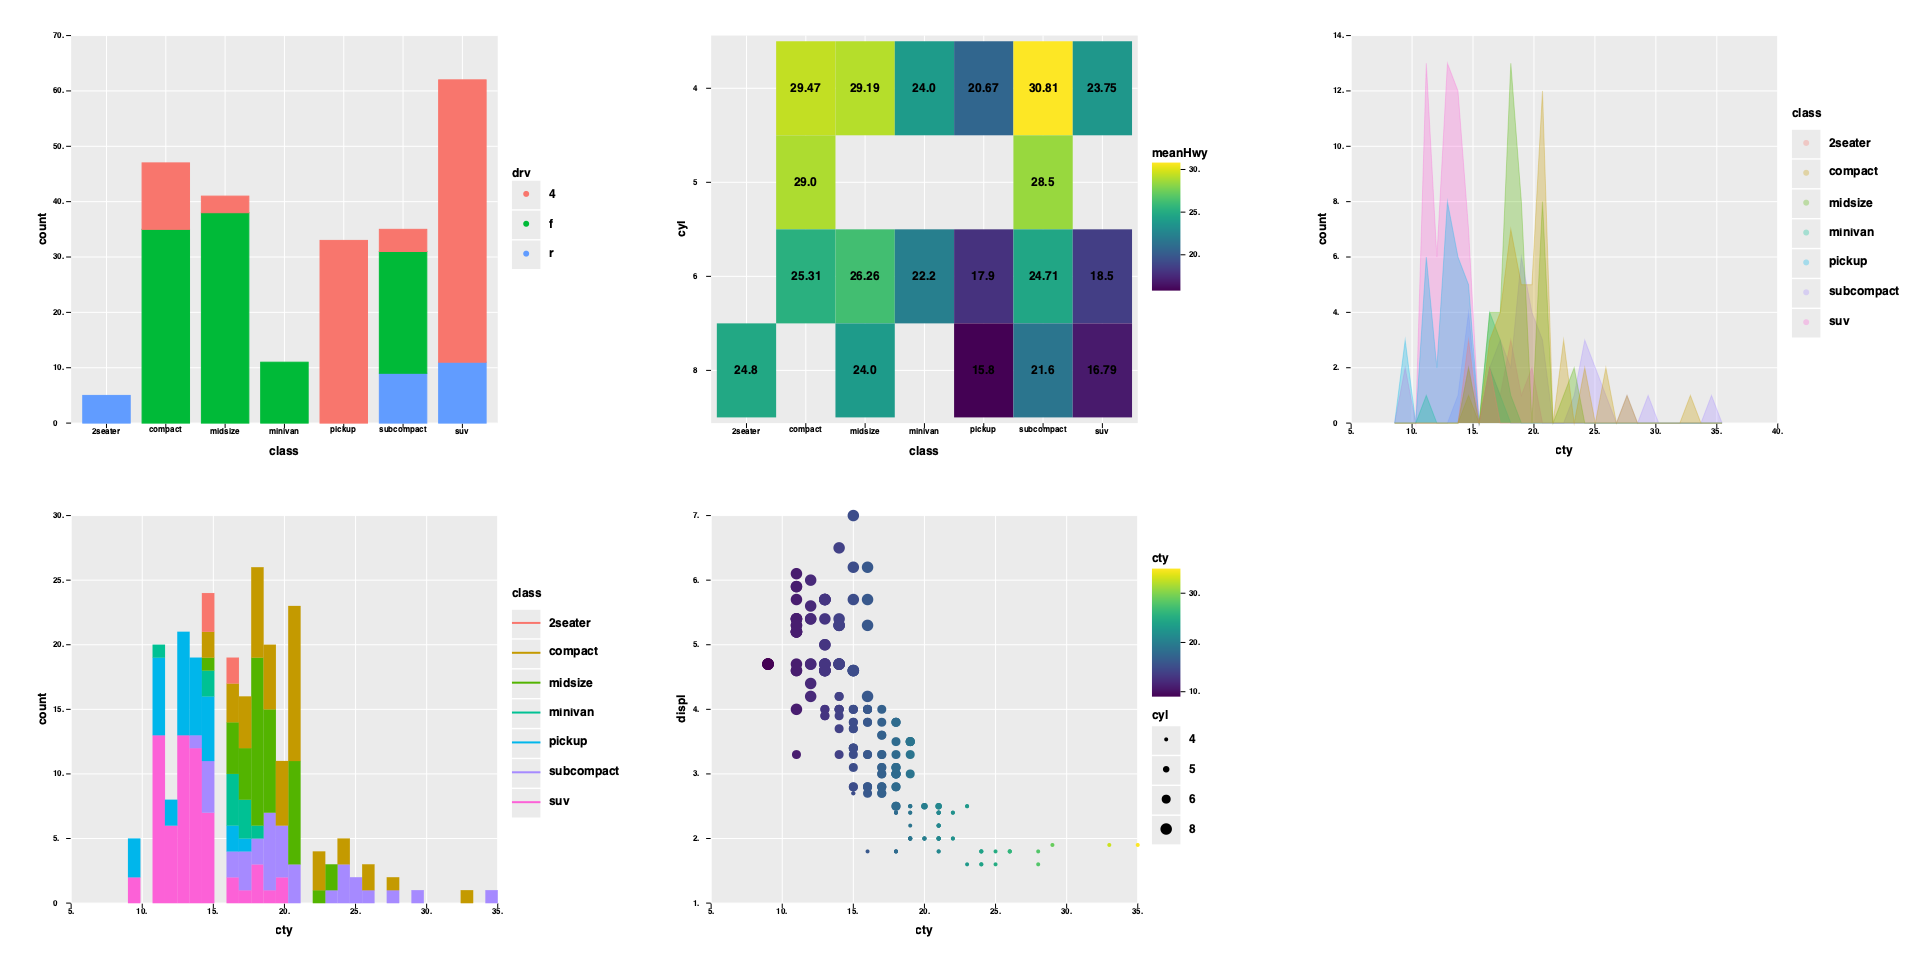 70.
60.
50.
40.
30.
20.
10.
0
count
2seater compact midsize minivan pickup subcompact suv
class
drv
4
f
r
4
5
6
8
cyl
29.47 29.19 24.0 20.67 30.81 23.75
29.0 28.5
25.31 26.26 22.2 17.9 24.71 18.5
24.8 24.0 15.8 21.6 16.79
2seater compact midsize minivan pickup subcompact suv
class
meanHwy
30.
25.
20.
14.
12.
10.
8.
6.
4.
2.
0
count
5. 10. 15. 20. 25. 30. 35. 40.
cty
class
2seater
compact
midsize
minivan
pickup
subcompact
suv
30.
25.
20.
15.
10.
5.
0
count
5. 10. 15. 20. 25. 30. 35.
cty
class
2seater
compact
midsize
minivan
pickup
subcompact
suv
7.
6.
5.
4.
3.
2.
1.
displ
5. 10. 15. 20. 25. 30. 35.
cty
cty
30.
20.
10.
cyl
4
5
6
8